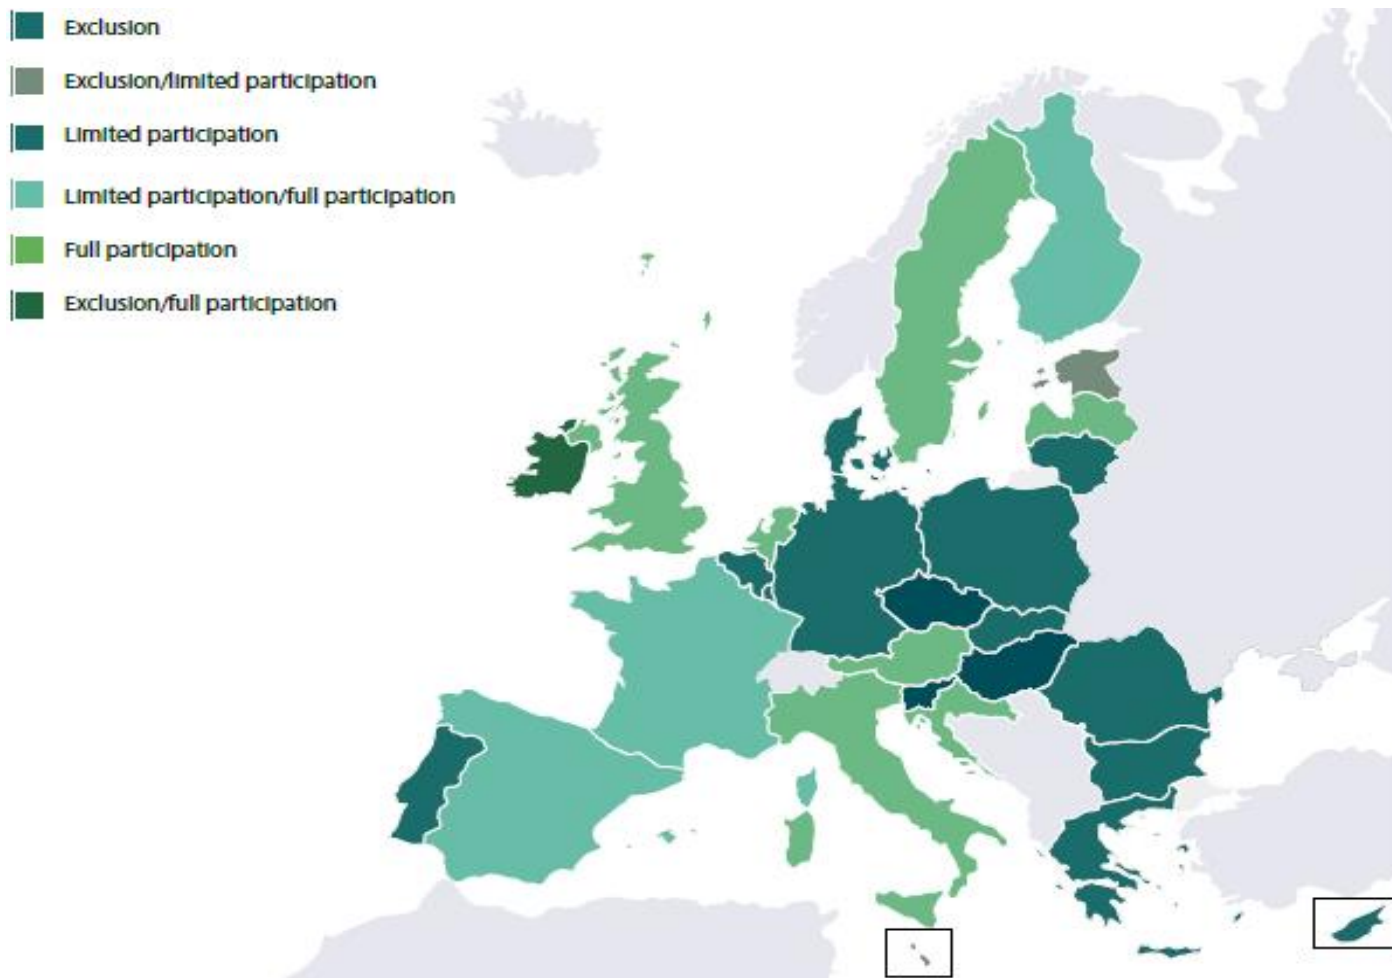 Exclusion
Exclusion/limited participation
Limited participation
Limited participation/full participation
Full participation
Exclusion/full participation